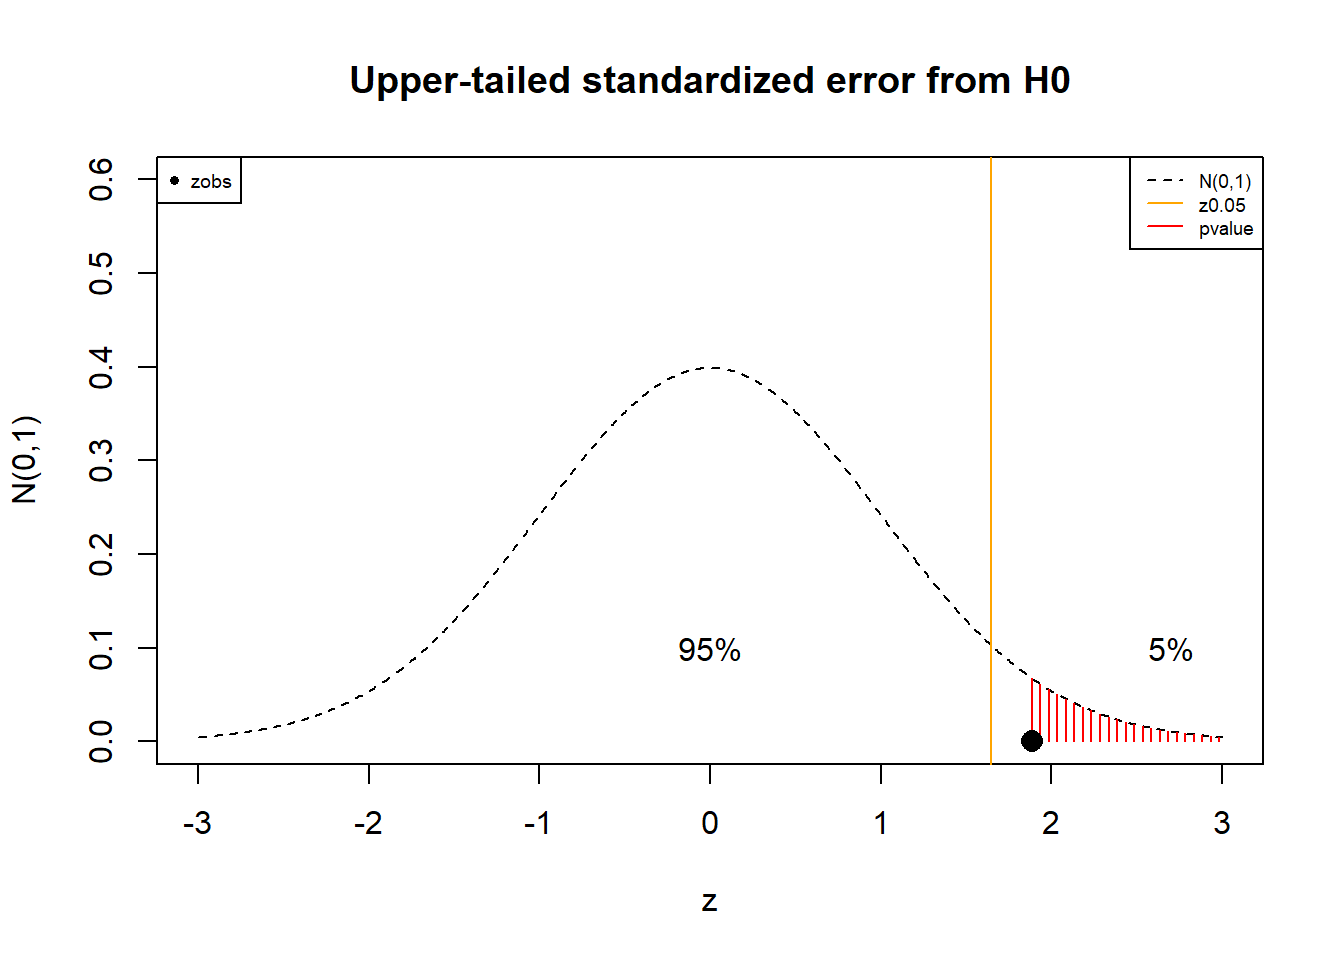 Upper-tailed standardized error from H0
zobs
N(0,1)
z0.05
pvalue
0.6
0.5
0.4
0.3
0.2
0.1
0.0
N(0,1)
95%
5%
-3 -2 -1 0 1 2 3
z